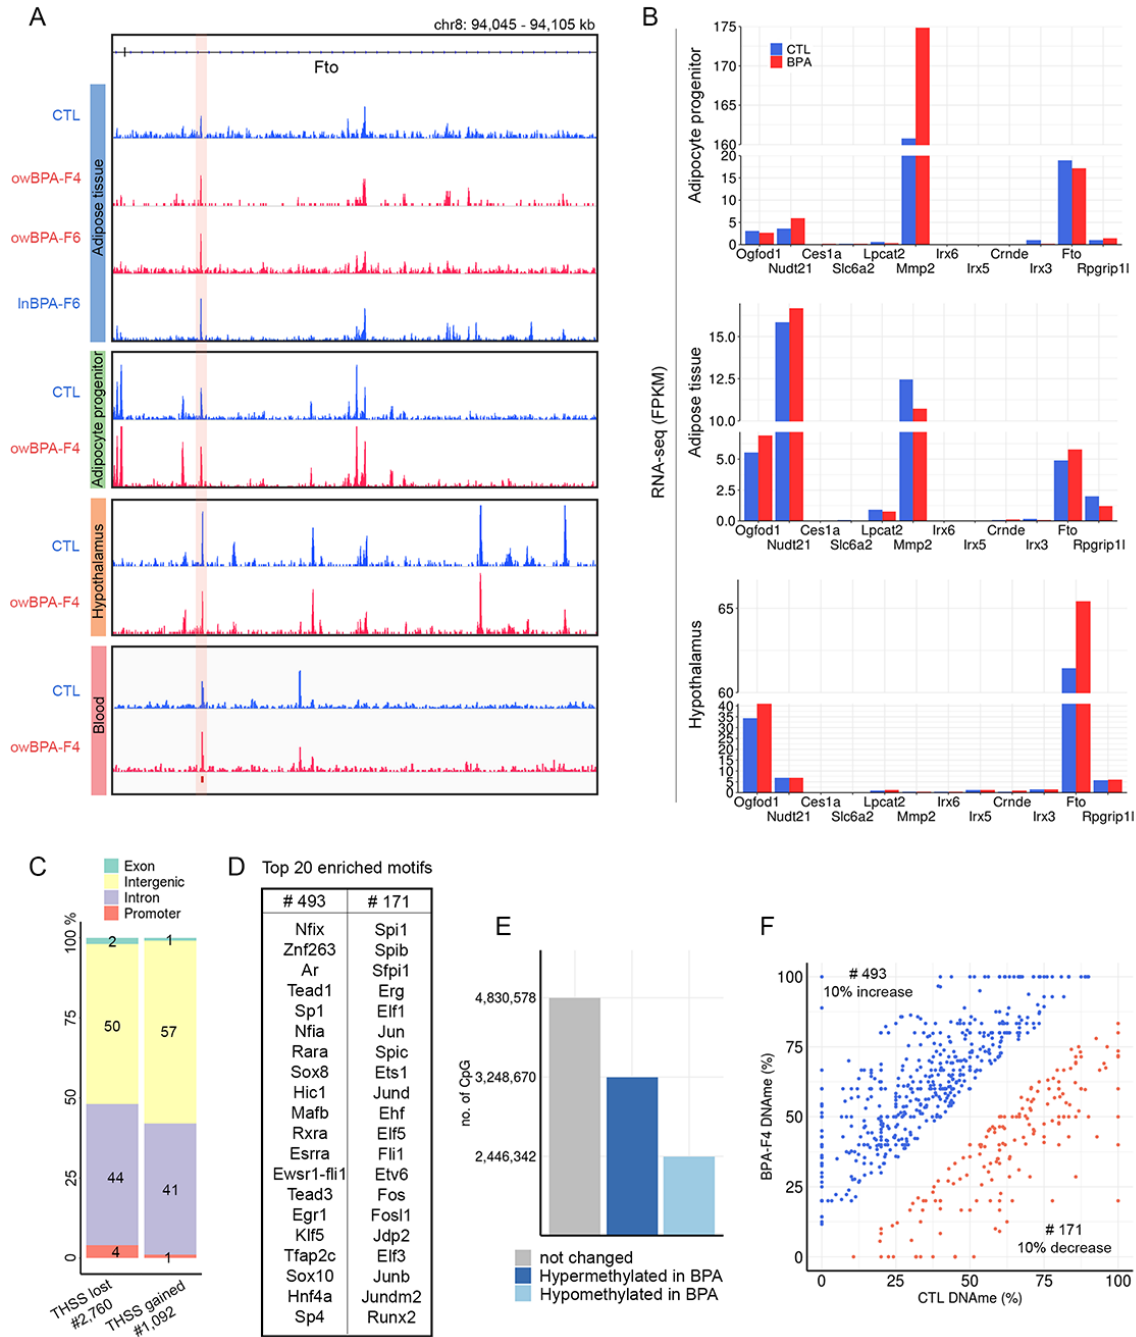 A
chr8: 94,045 - 94,105 kb
Fto
Adipose tissue
CTL
owBPA-F4
owBPA-F6
InBPA-F6
Adipocyte progenitor
CTL
owBPA-F4
Hypothalamus
CTL
owBPA-F4
Blood
CTL
owBPA-F4
B
RNA-seq (FPKM)
Adipocyte progenitor
CTL
BPA
175
170
165
160
20
15
10
5
0
Ogfod1 Ces1a Lpcat2 Irx6 Crnde Fto
Nudt21 Slc6a2 Mmp2 Irx5 Irx3 Rpgrip1l
Adipose tissue
15.0
12.5
10.0
5.0
2.5
0.0
Ogfod1 Ces1a Lpcat2 Irx6 Crnde Fto
Nudt21 Slc6a2 Mmp2 Irx5 Irx3 Rpgrip1l
Hypothalamus
65
60
40
35
30
25
20
15
10
5
0
Ogfod1 Ces1a Lpcat2 Irx6 Crnde Fto
Nudt21 Slc6a2 Mmp2 Irx5 Irx3 Rpgrip1l
C
Exon
Intergenic
Intron
Promoter
100 %
75
50
25
0
2
50
44
4
1
57
41
1
THSS lost
#2,760
THSS gained
#1,092
D
Top 20 enriched motifs
# 493 # 171
Nfix Spi1
Znf263 Spib
Ar Sfpi1
Tead1 Erg
Sp1 Elf1
Nfia Jun
Rara Spic
Sox8 Ets1
Hic1 Jund
Mafb Ehf
Rxra Elf5
Esrra Fli1
Ewsr1-fli1 Etv6
Tead3 Fos
Egr1 Fosl1
Klf5 Jdp2
Tfap2c Elf3
Sox10 Junb
Hnf4a Jundm2
Sp4 Runx2
E
no. of CpG
4,830,578
3,248,670
2,446,342
not changed
Hypermethylated in BPA
Hypomethylated in BPA
F
BPA-F4 DNAme (%)
100
75
50
25
0
# 493
10% increase
# 171
10% decrease
0 25 50 75 100
CTL DNAme (%)